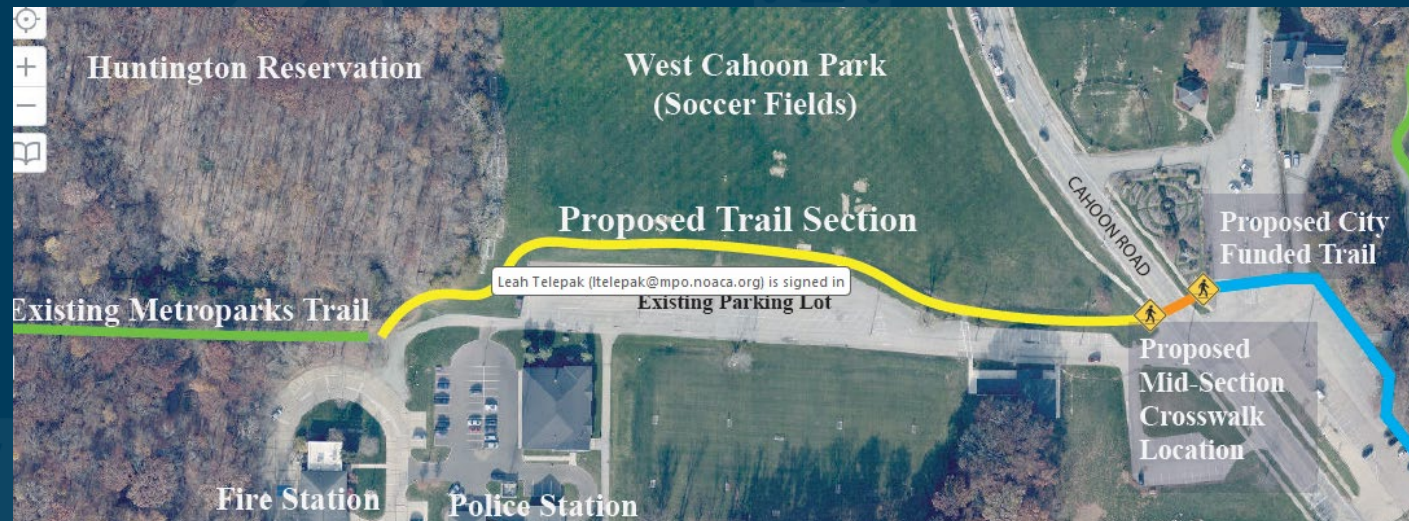 Huntington Reservation
West Cahoon Park
(Soccer Fields)
CAHOON ROAD
Proposed Trail Section
Proposed City
Funded Trail
Leah Telepak (ltelepak@mpo.noaca.org) is signed in
Existing Parking Lot
Existing Metroparks Trail
Proposed
Mid-Section
Crosswalk
Location
Fire Station
Police Station